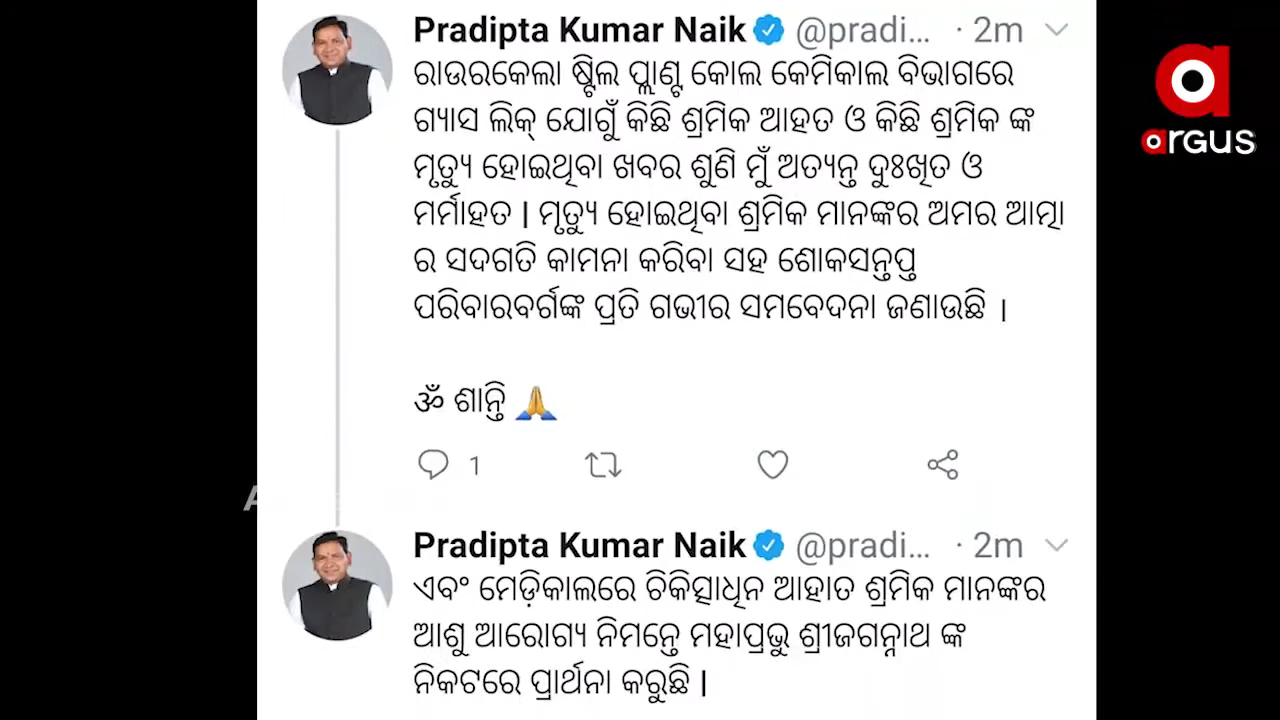 Pradipta Kumar Naik @pradi... · 2m
ରାଉରକେଲା ଷ୍ଟିଲ ପ୍ଲାଣ୍ଟ କୋଲ କେମିକାଲ ବିଭାଗରେ
ଗ୍ୟାସ ଲିକ୍ ଯୋଗୁଁ କିଛି ଶ୍ରମିକ ଆହତ ଓ କିଛି ଶ୍ରମିକ ଙ୍କ
ମୃତ୍ୟୁ ହୋଇଥିବା ଖବର ଶୁଣି ମୁଁ ଅତ୍ୟନ୍ତ ଦୁଃଖିତ ଓ
ମର୍ମାହତ | ମୃତ୍ୟୁ ହୋଇଥିବା ଶ୍ରମିକ ମାନଙ୍କର ଅମର ଆତ୍ମା
ର ସଦଗତି କାମନା କରିବା ସହ ଶୋକସନ୍ତପ୍ତ
ପରିବାରବର୍ଗଙ୍କ ପ୍ରତି ଗଭୀର ସମବେଦନା ଜଣାଉଛି ।
ॐ ଶାନ୍ତି 🙏
1
Pradipta Kumar Naik @pradi... · 2m
ଏବଂ ମେଡ଼ିକାଲରେ ଚିକିତ୍ସାଧିନ ଆହାତ ଶ୍ରମିକ ମାନଙ୍କର
ଆଶୁ ଆରୋଗ୍ୟ ନିମନ୍ତେ ମହାପ୍ରଭୁ ଶ୍ରୀଜଗନ୍ନାଥ ଙ୍କ
ନିକଟରେ ପ୍ରାର୍ଥନା କରୁଛି |
argus